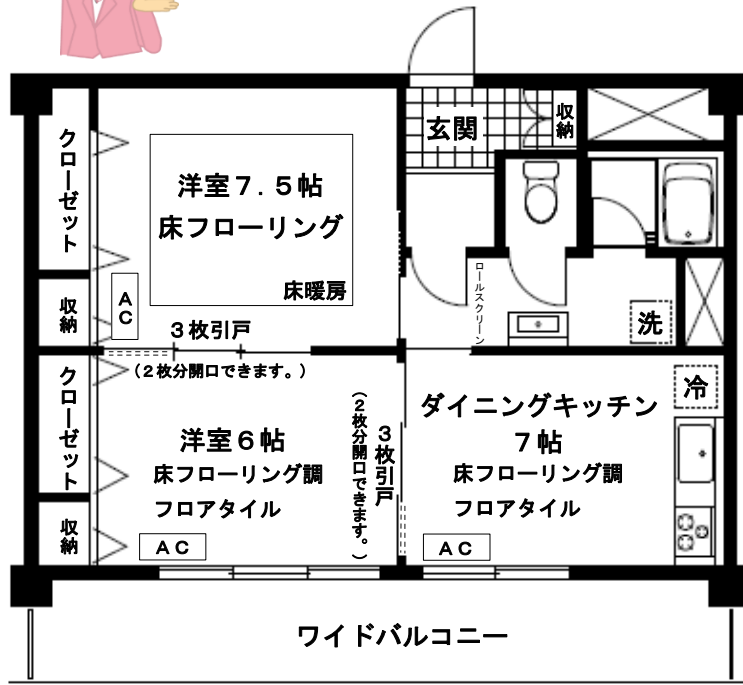 玄関
収納
クローゼット
洋室7.5帖
床フローリング
床暖房
収納
AC
3枚引戸
(2枚分開口できます。)
ロールスクリーン
洗
クローゼット
洋室6帖
床フローリング調
フロアタイル
3枚引戸
(2枚分開口できます。)
収納
AC
ダイニングキッチン
7帖
床フローリング調
フロアタイル
冷
AC
ワイドバルコニー